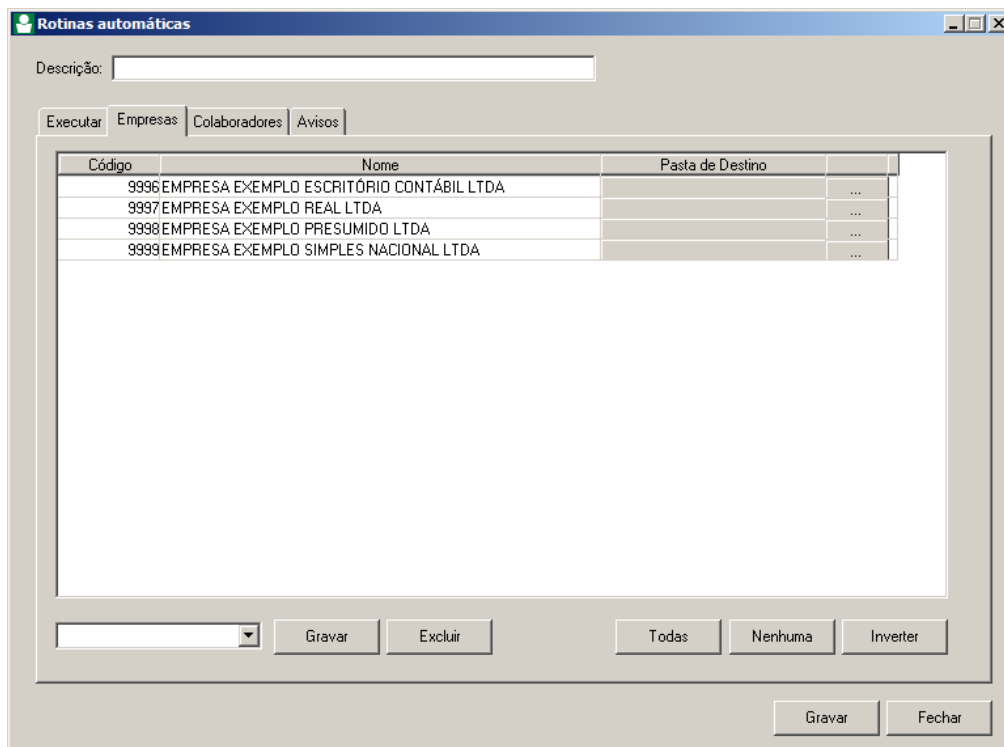 Rotinas automáticas
Descrição:
Executar Empresas Colaboradores Avisos
Código Nome Pasta de Destino
9996 EMPRESA EXEMPLO ESCRITÓRIO CONTÁBIL LTDA ...
9997 EMPRESA EXEMPLO REAL LTDA ...
9998 EMPRESA EXEMPLO PRESUMIDO LTDA ...
9999 EMPRESA EXEMPLO SIMPLES NACIONAL LTDA ...
Gravar Excluir Todas Nenhuma Inverter
Gravar Fechar